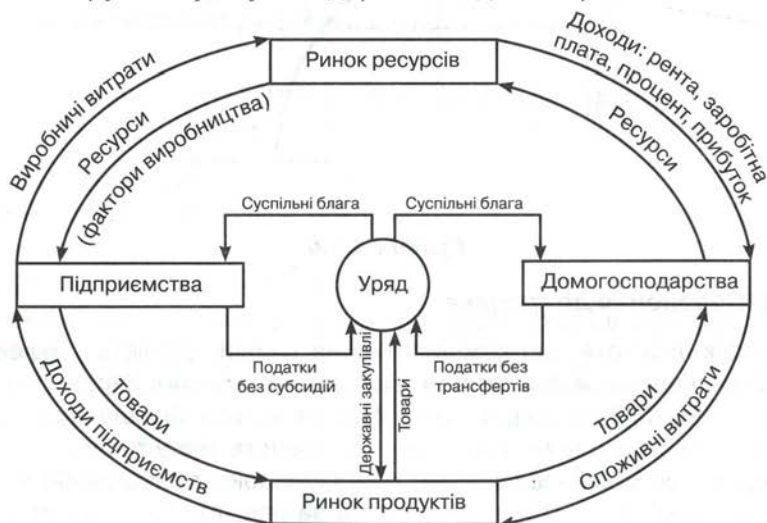 Ринок ресурсів
Виробничі витрати
Ресурси
(фактори виробництва)
Доходи: рента, заробітна
плата, процент, прибуток
Ресурси
Суспільні блага
Суспільні блага
Підприємства
Уряд
Домогосподарства
Податки
без субсидій
Податки без
трансфертів
Державні закупівлі
Товари
Товари
Доходи підприємств
Товари
Споживчі витрати
Ринок продуктів